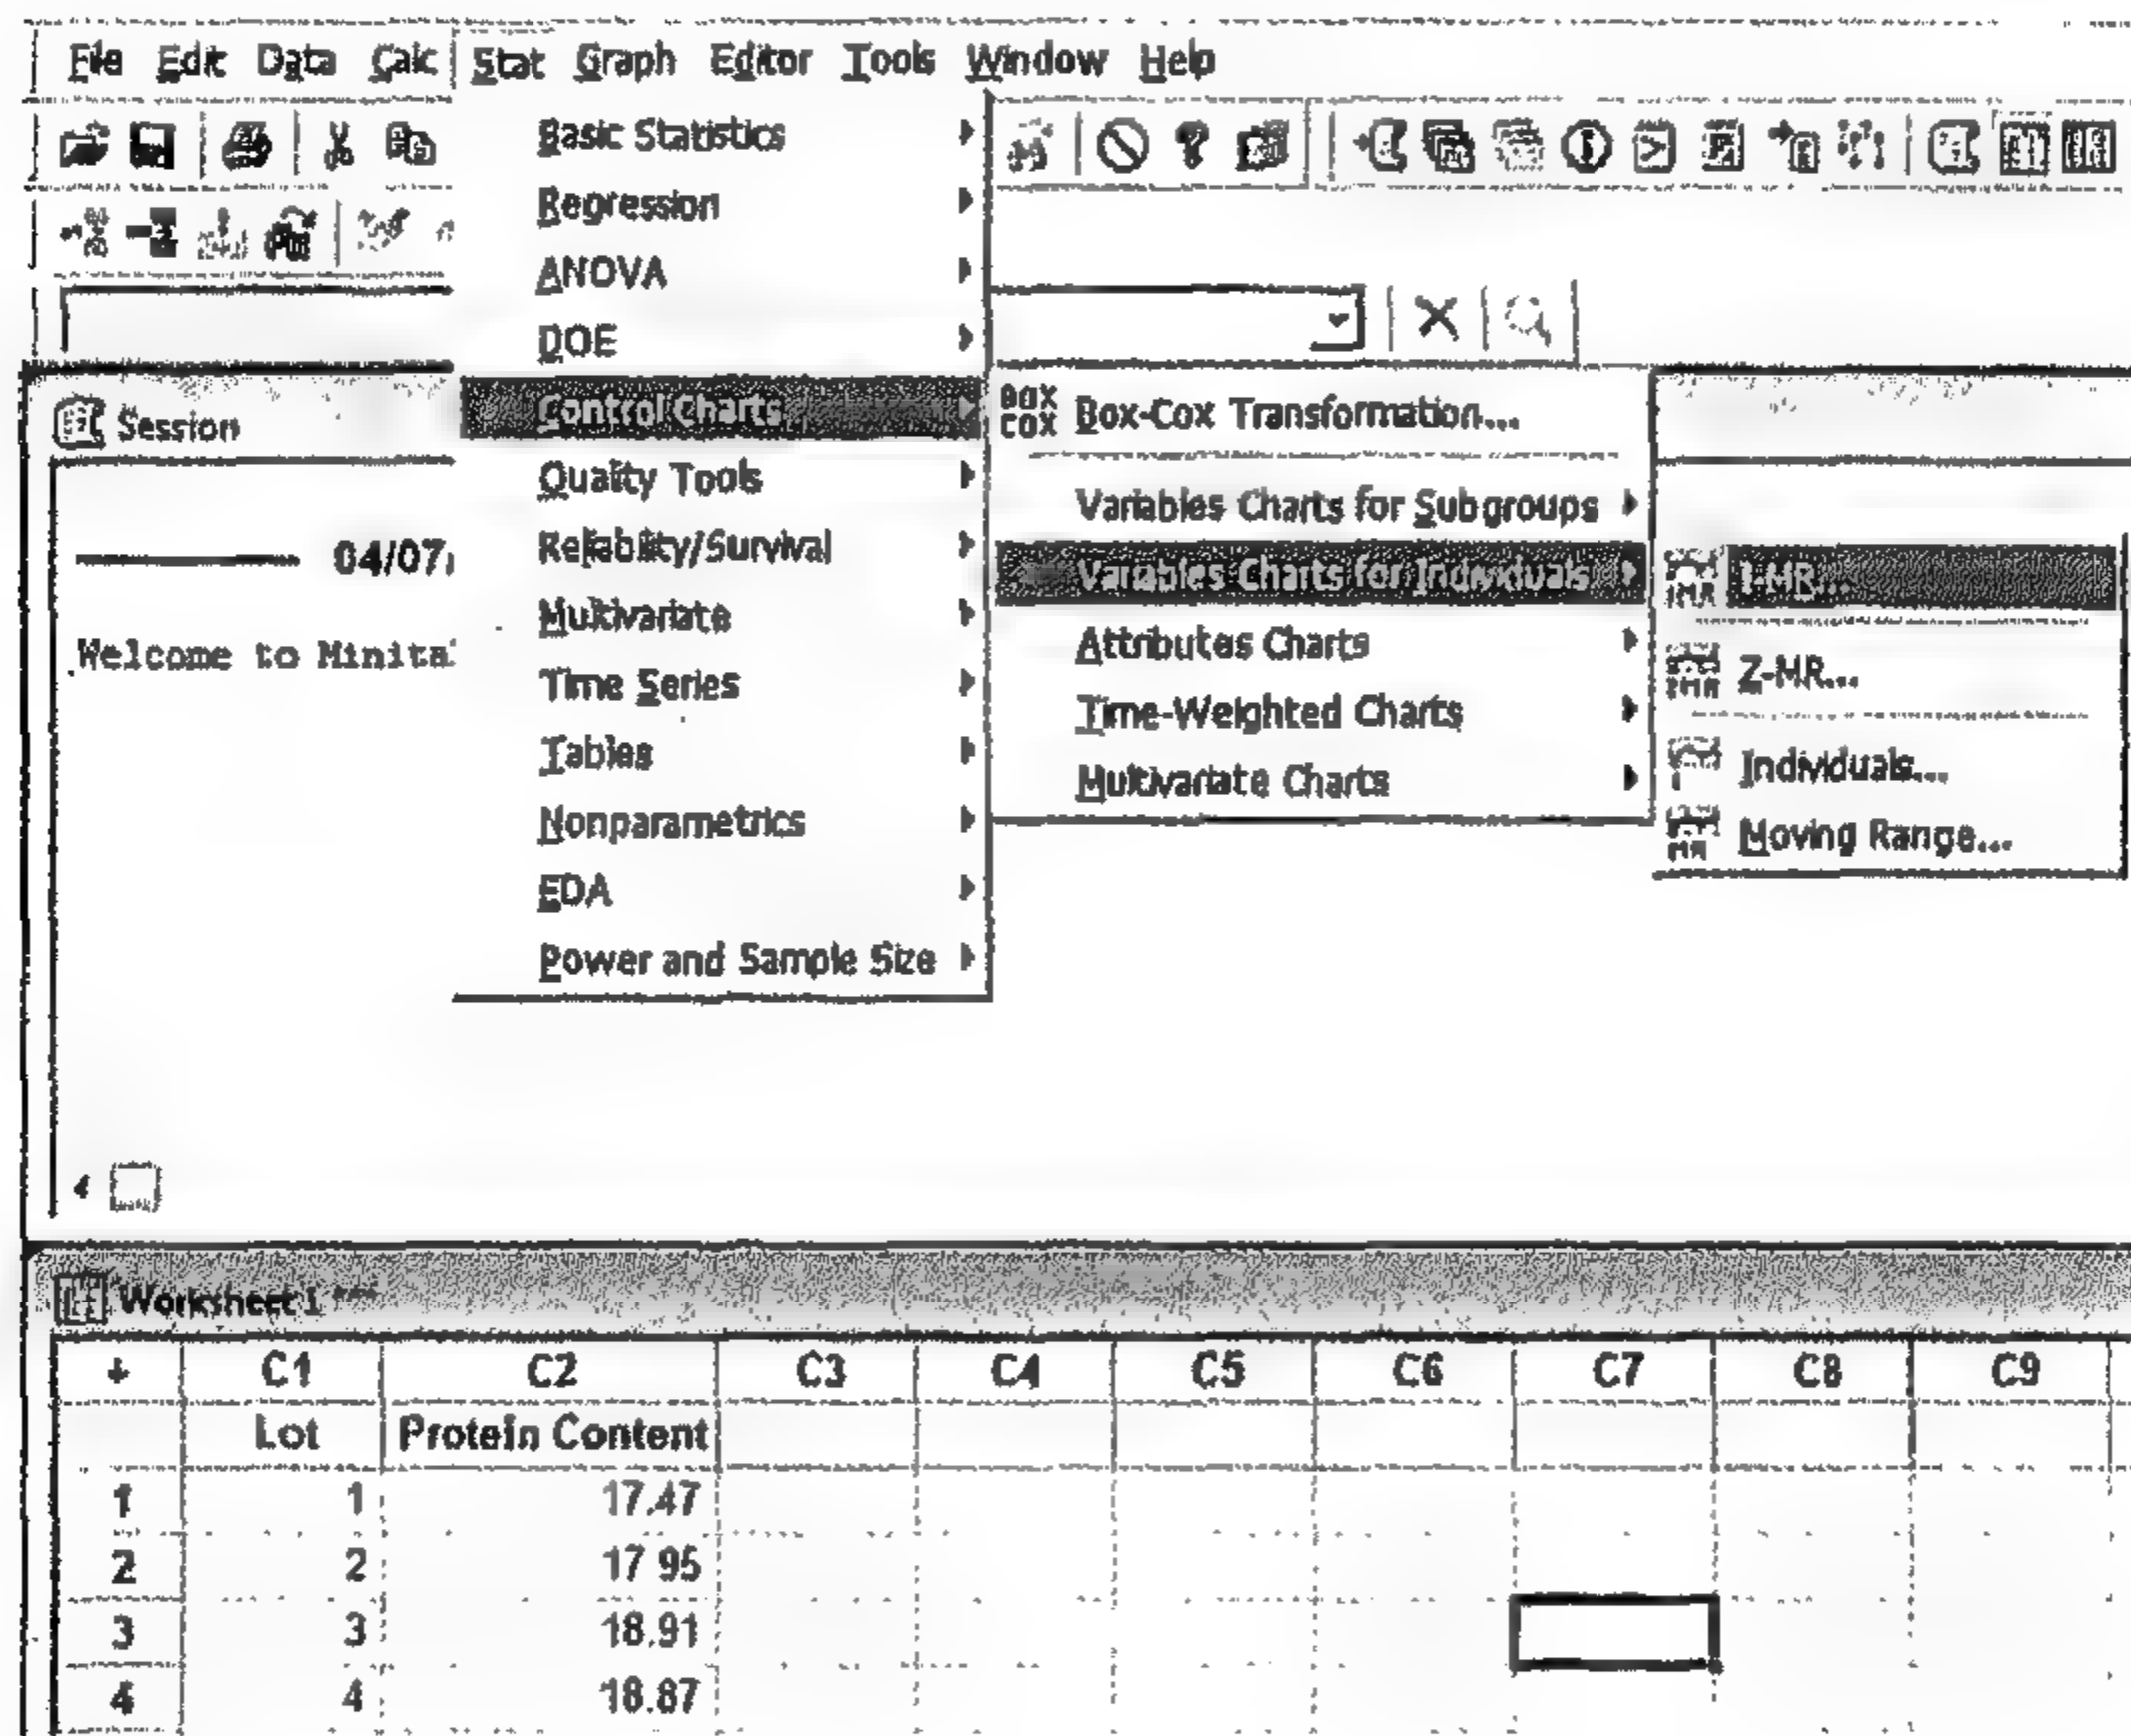 File Edit Data Calc Stat Graph Editor Tools Window Help
Basic Statistics
Regression
ANOVA
DOE
Control Charts
Quality Tools
Reliability/Survival
Multivariate
Time Series
Tables
Nonparametrics
EDA
Power and Sample Size
BOX COX Box-Cox Transformation...
Variables Charts for Subgroups
Variables Charts for Individuals
Attributes Charts
Time-Weighted Charts
Multivariate Charts
I-MR...
Z-MR...
Individuals...
Moving Range...
Session
04/07/
Welcome to Minita
Worksheet 1 ***
C1 C2 C3 C4 C5 C6 C7 C8 C9
Lot Protein Content
1 1 17.47
2 2 17 95
3 3 18.91
4 4 18.87